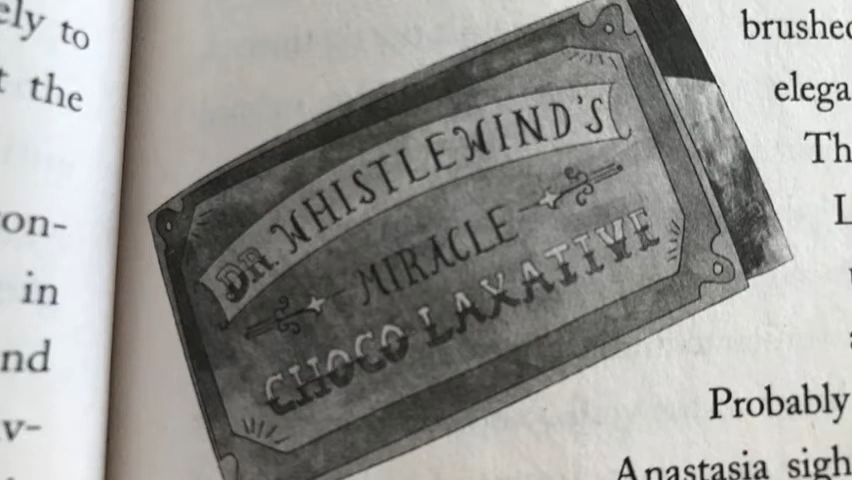 ely to
t the
on-
in
nd
v-
DR. WHISTLEWIND'S
MIRACLE
CHOCO LAXATIVE
brushed
elega
Th
L
Probably
Anastasia sigh